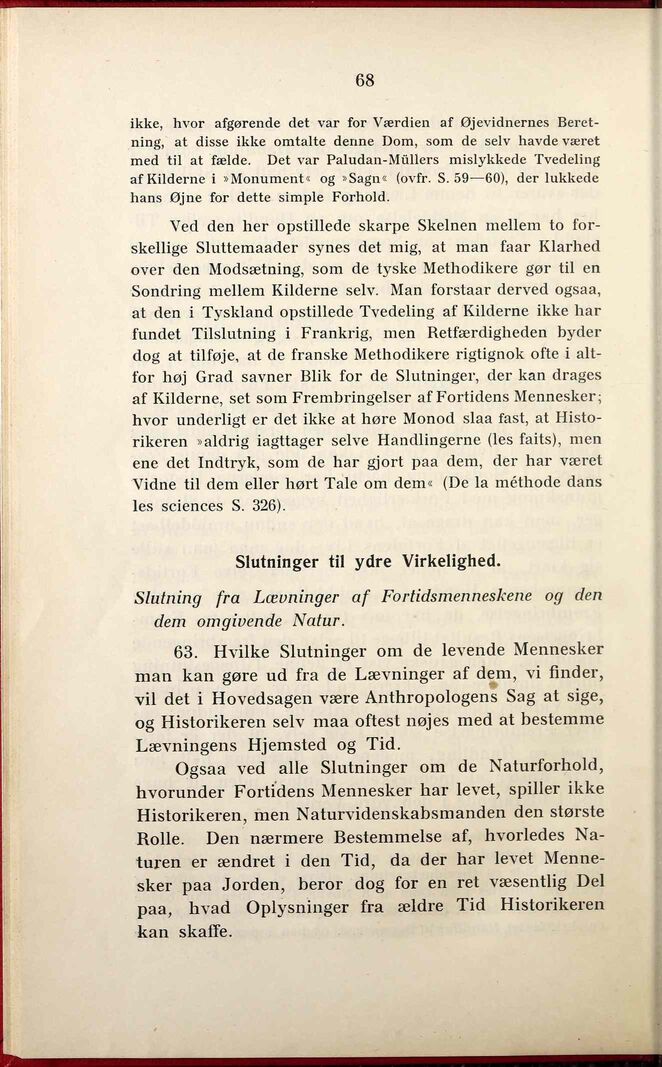 68
ikke, hvor afgørende det var for Værdien af Øjevidnernes Beret-
ning, at disse ikke omtalte denne Dom, som de selv havde været
med til at fælde. Det var Paludan-Müllers mislykkede Tvedeling
af Kilderne i »Monument« og »Sagn« (ovfr. S. 59—60), der lukkede
hans Øjne for dette simple Forhold.
Ved den her opstillede skarpe Skelnen mellem to for-
skellige Sluttemaader synes det mig, at man faar Klarhed
over den Modsætning, som de tyske Methodikere gør til en
Sondring mellem Kilderne selv. Man forstaar derved ogsaa,
at den i Tyskland opstillede Tvedeling af Kilderne ikke har
fundet Tilslutning i Frankrig, men Retfærdigheden byder
dog at tilføje, at de franske Methodikere rigtignok ofte i alt-
for høj Grad savner Blik for de Slutninger, der kan drages
af Kilderne, set som Frembringelser af Fortidens Mennesker;
hvor underligt er det ikke at høre Monod slaa fast, at Histo-
rikeren »aldrig iagttager selve Handlingerne (les faits), men
ene det Indtryk, som de har gjort paa dem, der har været
Vidne til dem eller hørt Tale om dem« (De la méthode dans
les sciences S. 326).
Slutninger til ydre Virkelighed.
Slutning fra Lævninger af Fortidsmenneskene og den
dem omgivende Natur.
63. Hvilke Slutninger om de levende Mennesker
man kan gøre ud fra de Lævninger af dem, vi finder,
vil det i Hovedsagen være Anthropologens Sag at sige,
og Historikeren selv maa oftest nøjes med at bestemme
Lævningens Hjemsted og Tid.
Ogsaa ved alle Slutninger om de Naturforhold,
hvorunder Fortidens Mennesker har levet, spiller ikke
Historikeren, men Naturvidenskabsmanden den største
Rolle. Den nærmere Bestemmelse af, hvorledes Na-
turen er ændret i den Tid, da der har levet Menne-
sker paa Jorden, beror dog for en ret væsentlig Del
paa, hvad Oplysninger fra ældre Tid Historikeren
kan skaffe.